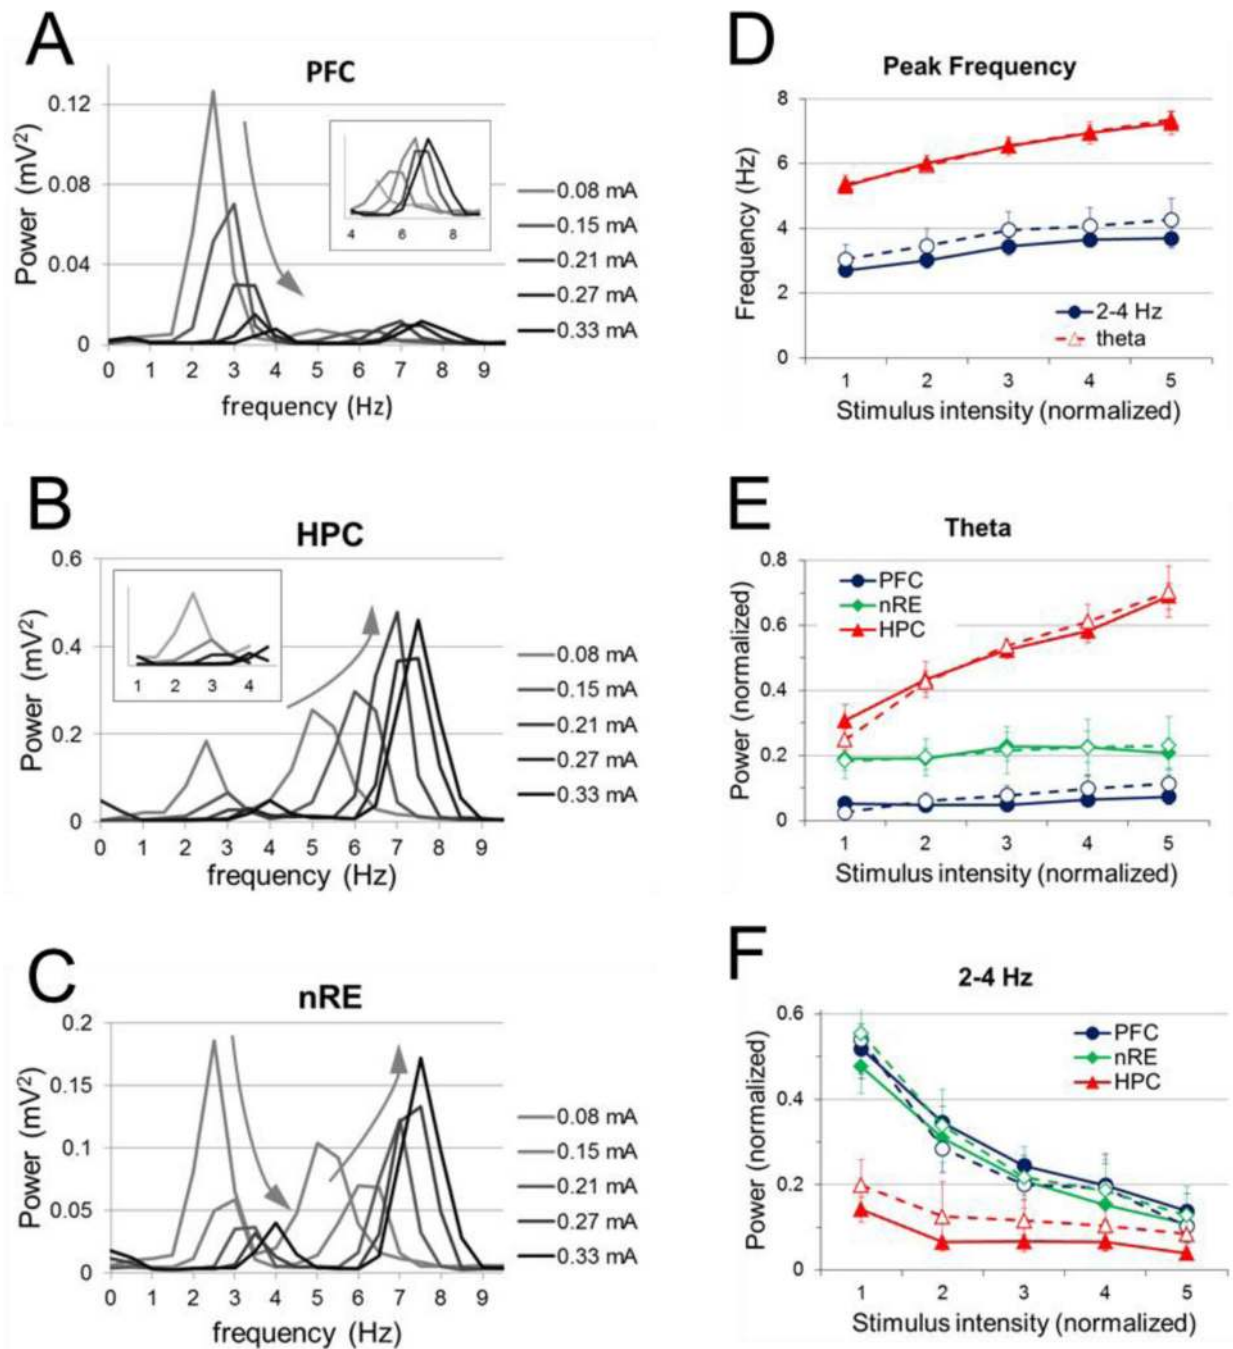 A
PFC
Power (mV²)
0.12
0.08
0.04
0
4 6 8
0.08 mA
0.15 mA
0.21 mA
0.27 mA
0.33 mA
0 1 2 3 4 5 6 7 8 9
frequency (Hz)
B
HPC
Power (mV²)
0.6
0.4
0.2
0
1 2 3 4
0.08 mA
0.15 mA
0.21 mA
0.27 mA
0.33 mA
0 1 2 3 4 5 6 7 8 9
frequency (Hz)
C
nRE
Power (mV²)
0.2
0.15
0.1
0.05
0
0.08 mA
0.15 mA
0.21 mA
0.27 mA
0.33 mA
0 1 2 3 4 5 6 7 8 9
frequency (Hz)
D
Peak Frequency
Frequency (Hz)
8
6
4
2
0
2-4 Hz
theta
1 2 3 4 5
Stimulus intensity (normalized)
E
Theta
Power (normalized)
0.8
0.6
0.4
0.2
0
PFC
nRE
HPC
1 2 3 4 5
Stimulus intensity (normalized)
F
2-4 Hz
Power (normalized)
0.6
0.4
0.2
0
PFC
nRE
HPC
1 2 3 4 5
Stimulus intensity (normalized)